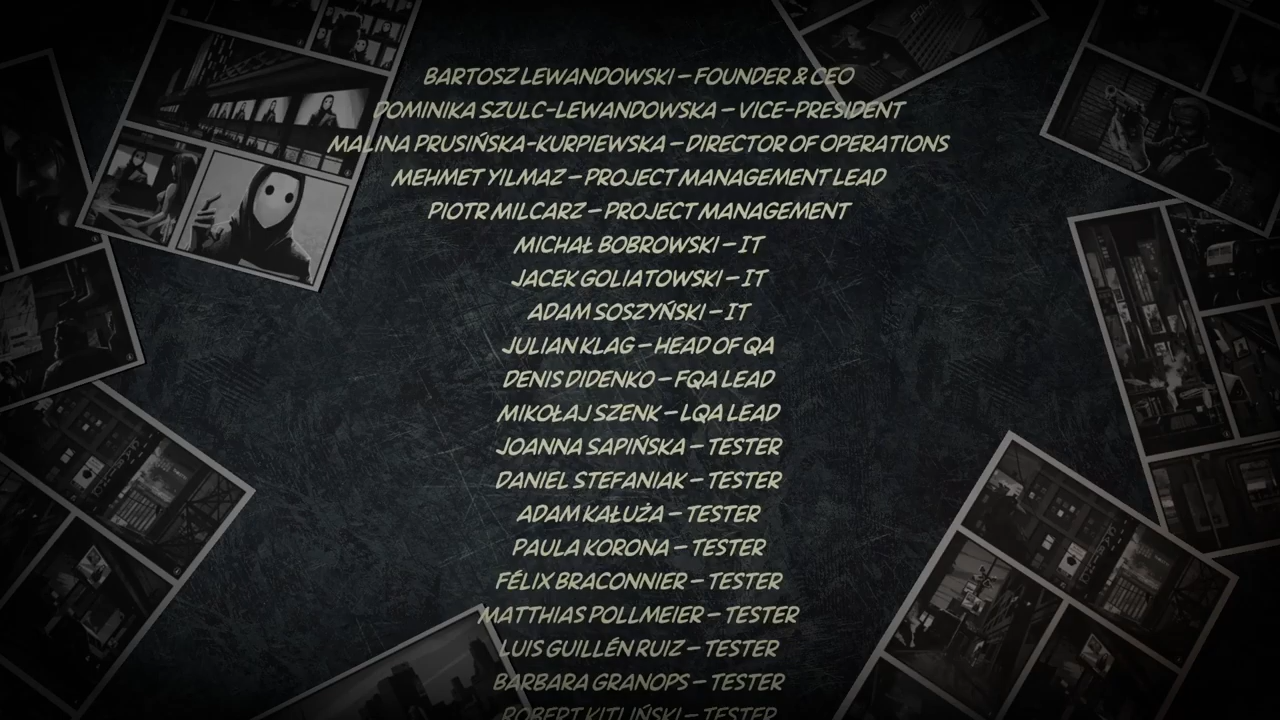 BARTOSZ LEWANDOWSKI – FOUNDER & CEO
DOMINIKA SZULC-LEWANDOWSKA – VICE-PRESIDENT
MALINA PRUSIŃSKA-KURPIEWSKA – DIRECTOR OF OPERATIONS
MEHMET YILMAZ – PROJECT MANAGEMENT LEAD
PIOTR MILCARZ – PROJECT MANAGEMENT
MICHAŁ BOBROWSKI – IT
JACEK GOLIATOWSKI – IT
ADAM SOSZYŃSKI – IT
JULIAN KLAG – HEAD OF QA
DENIS DIDENKO – FQA LEAD
MIKOŁAJ SZENK – LQA LEAD
JOANNA SAPIŃSKA – TESTER
DANIEL STEFANIAK – TESTER
ADAM KAŁUŻA – TESTER
PAULA KORONA – TESTER
FÉLIX BRACONNIER – TESTER
MATTHIAS POLLMEIER – TESTER
LUIS GUILLÉN RUIZ – TESTER
BARBARA GRANOPS – TESTER
ROBERT KITLIŃSKI – TESTER